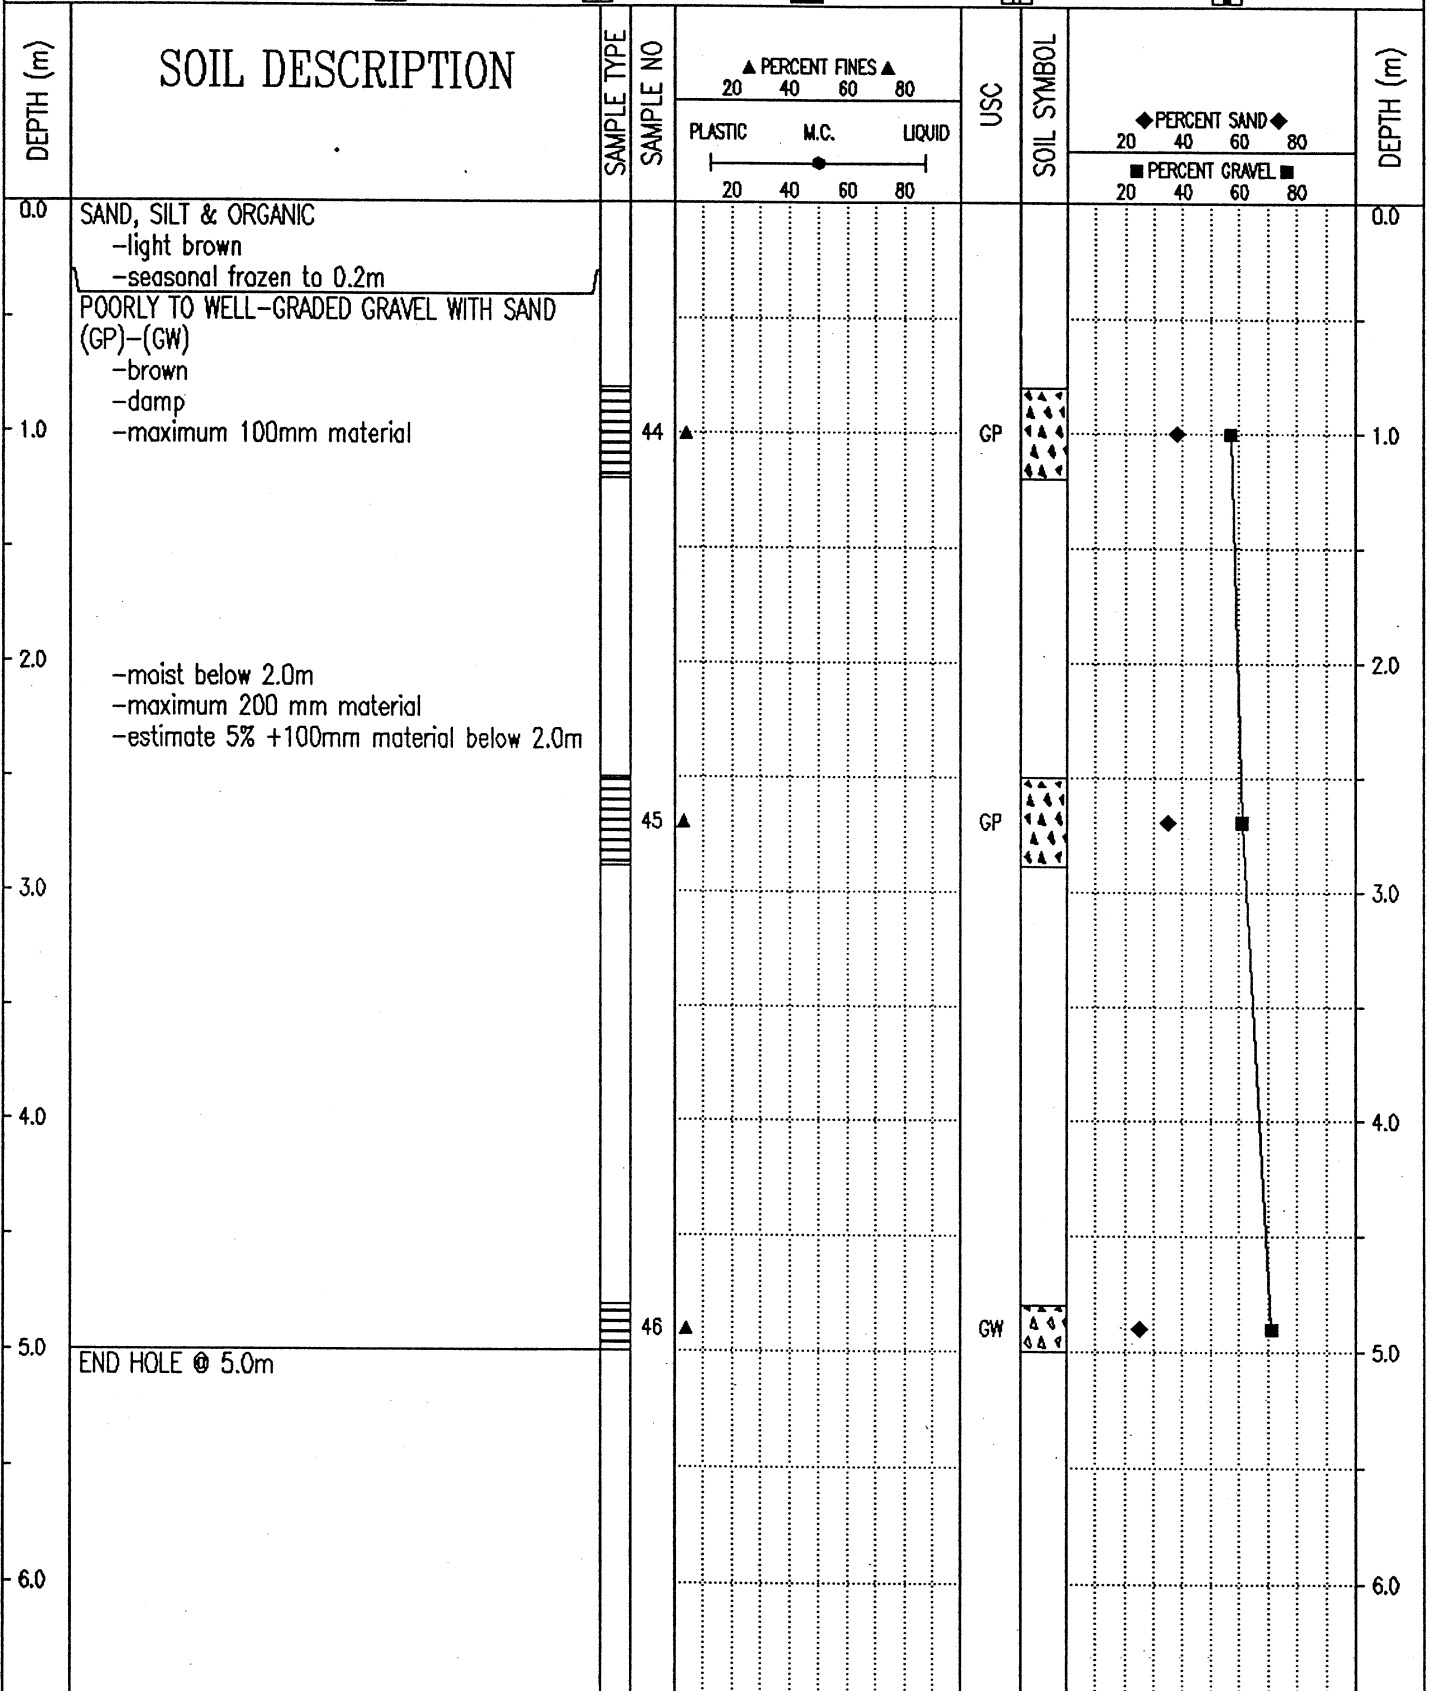 DEPTH (m)
SOIL DESCRIPTION
SAMPLE TYPE
SAMPLE NO
▲ PERCENT FINES ▲
20 40 60 80
PLASTIC M.C. LIQUID
20 40 60 80
USC
SOIL SYMBOL
◆PERCENT SAND◆
20 40 60 80
■ PERCENT GRAVEL ■
20 40 60 80
DEPTH (m)
0.0 SAND, SILT & ORGANIC 0.0
-light brown
-seasonal frozen to 0.2m
POORLY TO WELL-GRADED GRAVEL WITH SAND
(GP)-(GW)
-brown
-damp
1.0 -maximum 100mm material 44 GP 1.0
2.0 2.0
-moist below 2.0m
-maximum 200 mm material
-estimate 5% +100mm material below 2.0m
45 GP
3.0 3.0
4.0 4.0
46 GW
5.0 5.0
END HOLE @ 5.0m
6.0 6.0